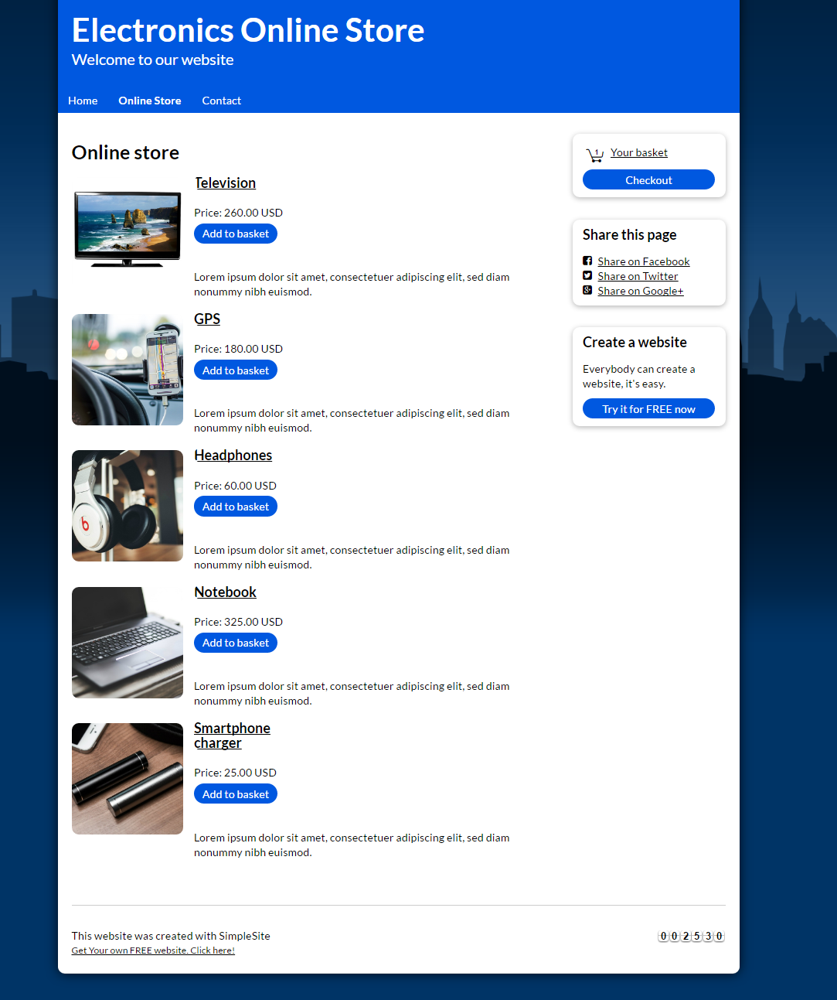 Electronics Online Store
Welcome to our website
Home
Online Store
Contact
Online store
Television
Price: 260.00 USD
Add to basket
Lorem ipsum dolor sit amet, consectetuer adipiscing elit, sed diam
nonummy nibh euismod.
GPS
Price: 180.00 USD
Add to basket
Lorem ipsum dolor sit amet, consectetuer adipiscing elit, sed diam
nonummy nibh euismod.
Headphones
Price: 60.00 USD
Add to basket
Lorem ipsum dolor sit amet, consectetuer adipiscing elit, sed diam
nonummy nibh euismod.
Notebook
Price: 325.00 USD
Add to basket
Lorem ipsum dolor sit amet, consectetuer adipiscing elit, sed diam
nonummy nibh euismod.
Smartphone
charger
Price: 25.00 USD
Add to basket
Lorem ipsum dolor sit amet, consectetuer adipiscing elit, sed diam
nonummy nibh euismod.
1
Your basket
Checkout
Share this page
Share on Facebook
Share on Twitter
Share on Google+
Create a website
Everybody can create a
website, it's easy.
Try it for FREE now
This website was created with SimpleSite
Get Your own FREE website. Click here!
002530